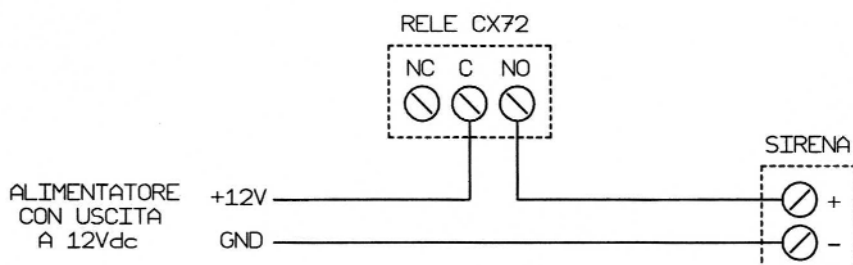 RELE CX72
NC C NO
SIRENA
ALIMENTATORE
CON USCITA
A 12Vdc
+12V
GND
+
-